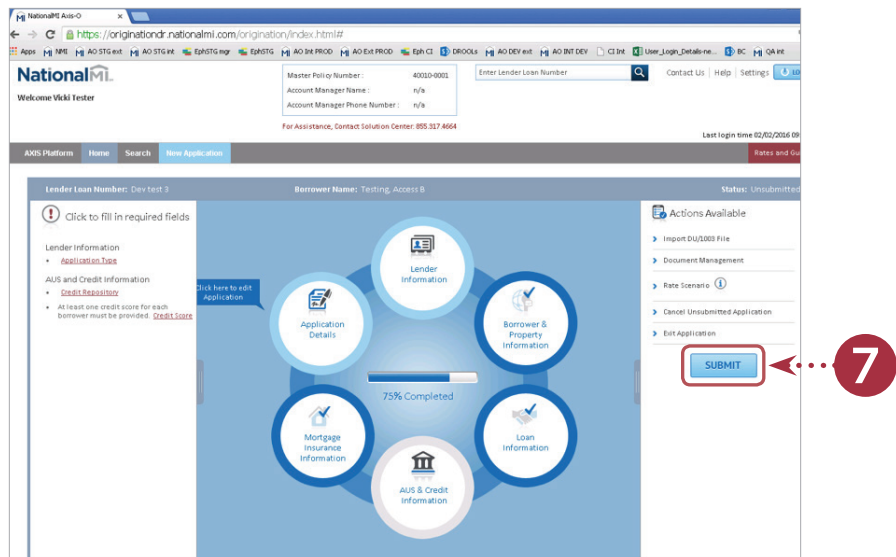 NationalMI Axis-O
https://originationdr.nationalmi.com/origination/index.html#
Apps NMI AO STG ext AO STG int EphSTG mgr EphSTG AO Int PROD AO Ext PROD Eph CI DROOLs AO DEV ext AO INT DEV CI Int User_Login_Details-ne... BC QA int
NationalMI.
Welcome Vicki Tester
Master Policy Number : 40010-0001
Account Manager Name : n/a
Account Manager Phone Number : n/a
For Assistance, Contact Solution Center: 855.317.4664
Enter Lender Loan Number
Contact Us | Help | Settings LO
Last login time 02/02/2016 09
AXIS Platform Home Search New Application Rates and Gu
Lender Loan Number: Dev test 3 Borrower Name: Testing, Access B Status: Unsubmitted
Click to fill in required fields
Lender Information
• Application Type
AUS and Credit Information
• Credit Repository
• At least one credit score for each
borrower must be provided. Credit Score
Click here to edit
Application
Lender
Information
Application
Details
Borrower &
Property
Information
75% Completed
Mortgage
Insurance
Information
Loan
Information
AUS & Credit
Information
Actions Available
Import DU/1003 File
Document Management
Rate Scenario
Cancel Unsubmitted Application
Exit Application
SUBMIT
7